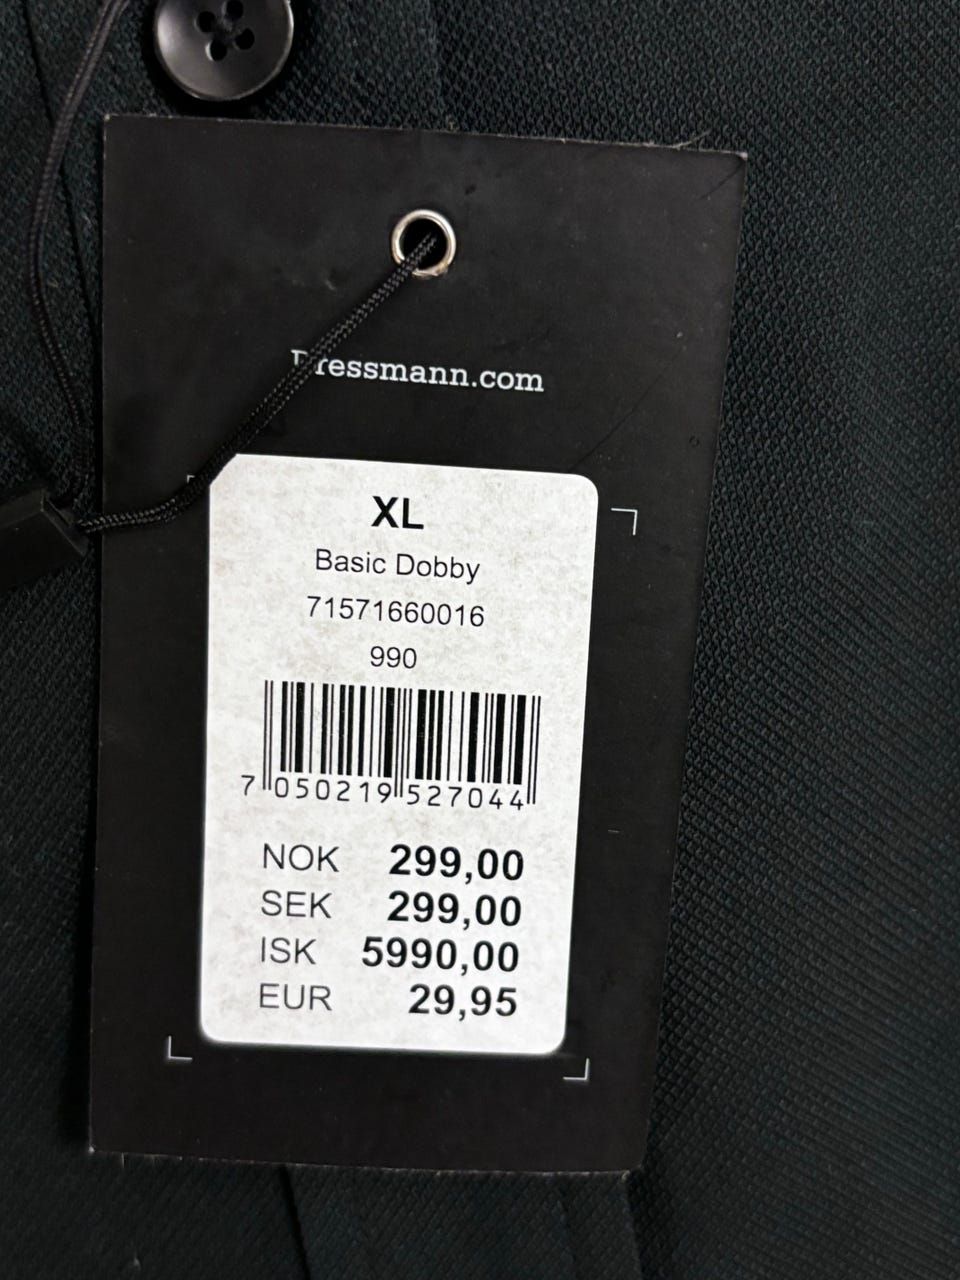 Dressmann.com
XL
Basic Dobby
71571660016
990
7 050219 527044
NOK 299,00
SEK 299,00
ISK 5990,00
EUR 29,95